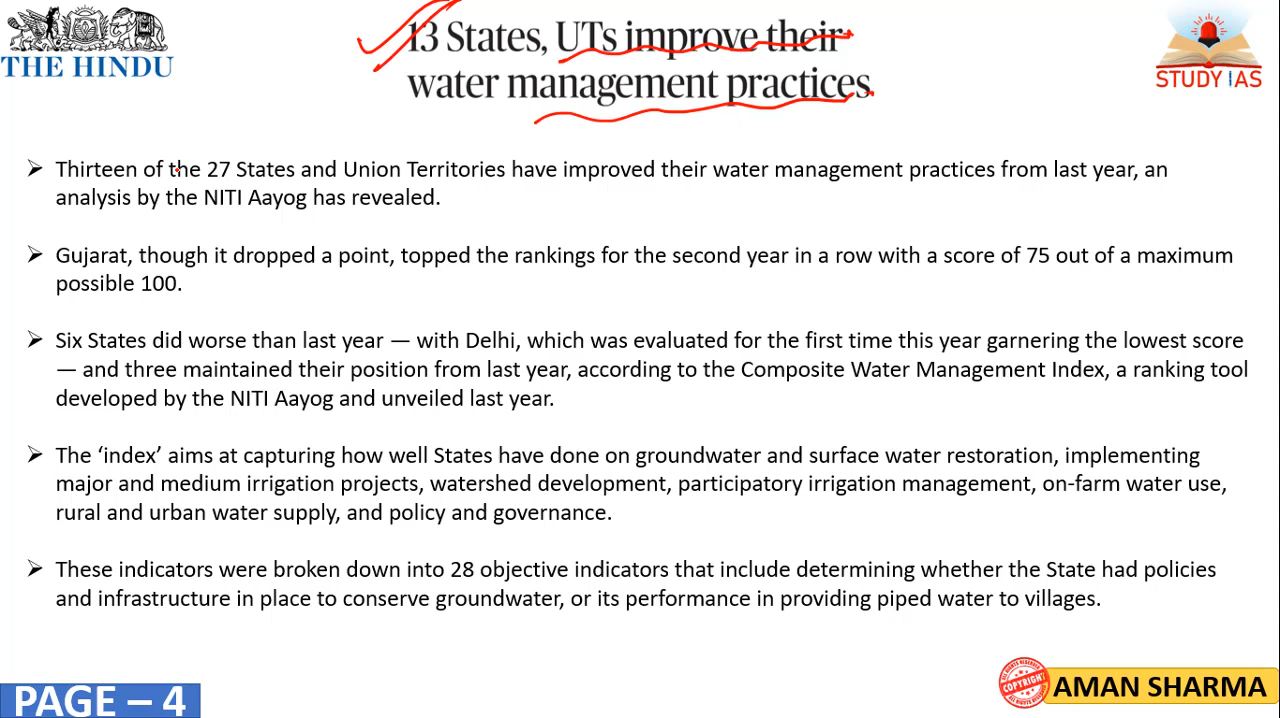 THE HINDU
13 States, UTs improve their
water management practices
STUDY IAS
➢ Thirteen of the 27 States and Union Territories have improved their water management practices from last year, an
analysis by the NITI Aayog has revealed.
➢ Gujarat, though it dropped a point, topped the rankings for the second year in a row with a score of 75 out of a maximum
possible 100.
➢ Six States did worse than last year — with Delhi, which was evaluated for the first time this year garnering the lowest score
— and three maintained their position from last year, according to the Composite Water Management Index, a ranking tool
developed by the NITI Aayog and unveiled last year.
➢ The ‘index’ aims at capturing how well States have done on groundwater and surface water restoration, implementing
major and medium irrigation projects, watershed development, participatory irrigation management, on-farm water use,
rural and urban water supply, and policy and governance.
➢ These indicators were broken down into 28 objective indicators that include determining whether the State had policies
and infrastructure in place to conserve groundwater, or its performance in providing piped water to villages.
PAGE – 4
COPYRIGHT
AMAN SHARMA